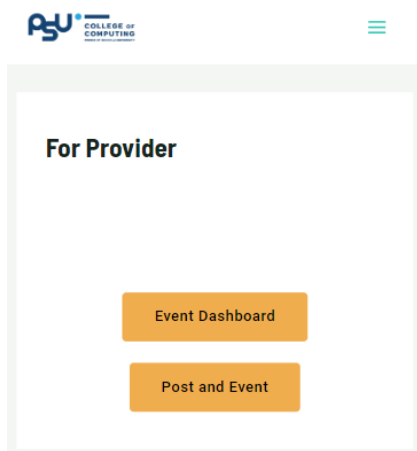 PSU
COLLEGE OF
COMPUTING
For Provider
Event Dashboard
Post and Event